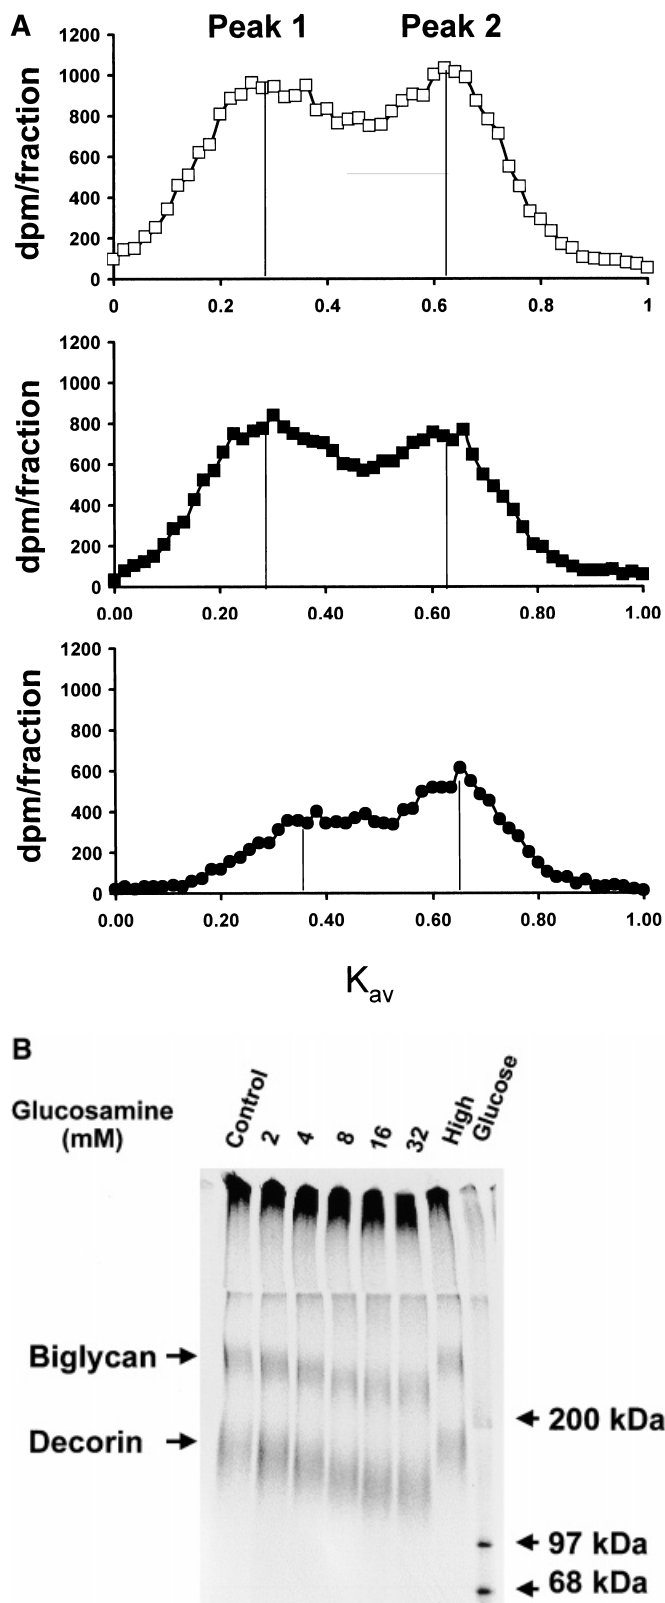 A
Peak 1 Peak 2
dpm/fraction
1200
1000
800
600
400
200
0
0 0.2 0.4 0.6 0.8 1
dpm/fraction
1200
1000
800
600
400
200
0
0.00 0.20 0.40 0.60 0.80 1.00
dpm/fraction
1200
1000
800
600
400
200
0
0.00 0.20 0.40 0.60 0.80 1.00
Kav
B
Glucosamine
(mM)
Control 2 4 8 16 32 High
Glucose
Biglycan
Decorin
200 kDa
97 kDa
68 kDa